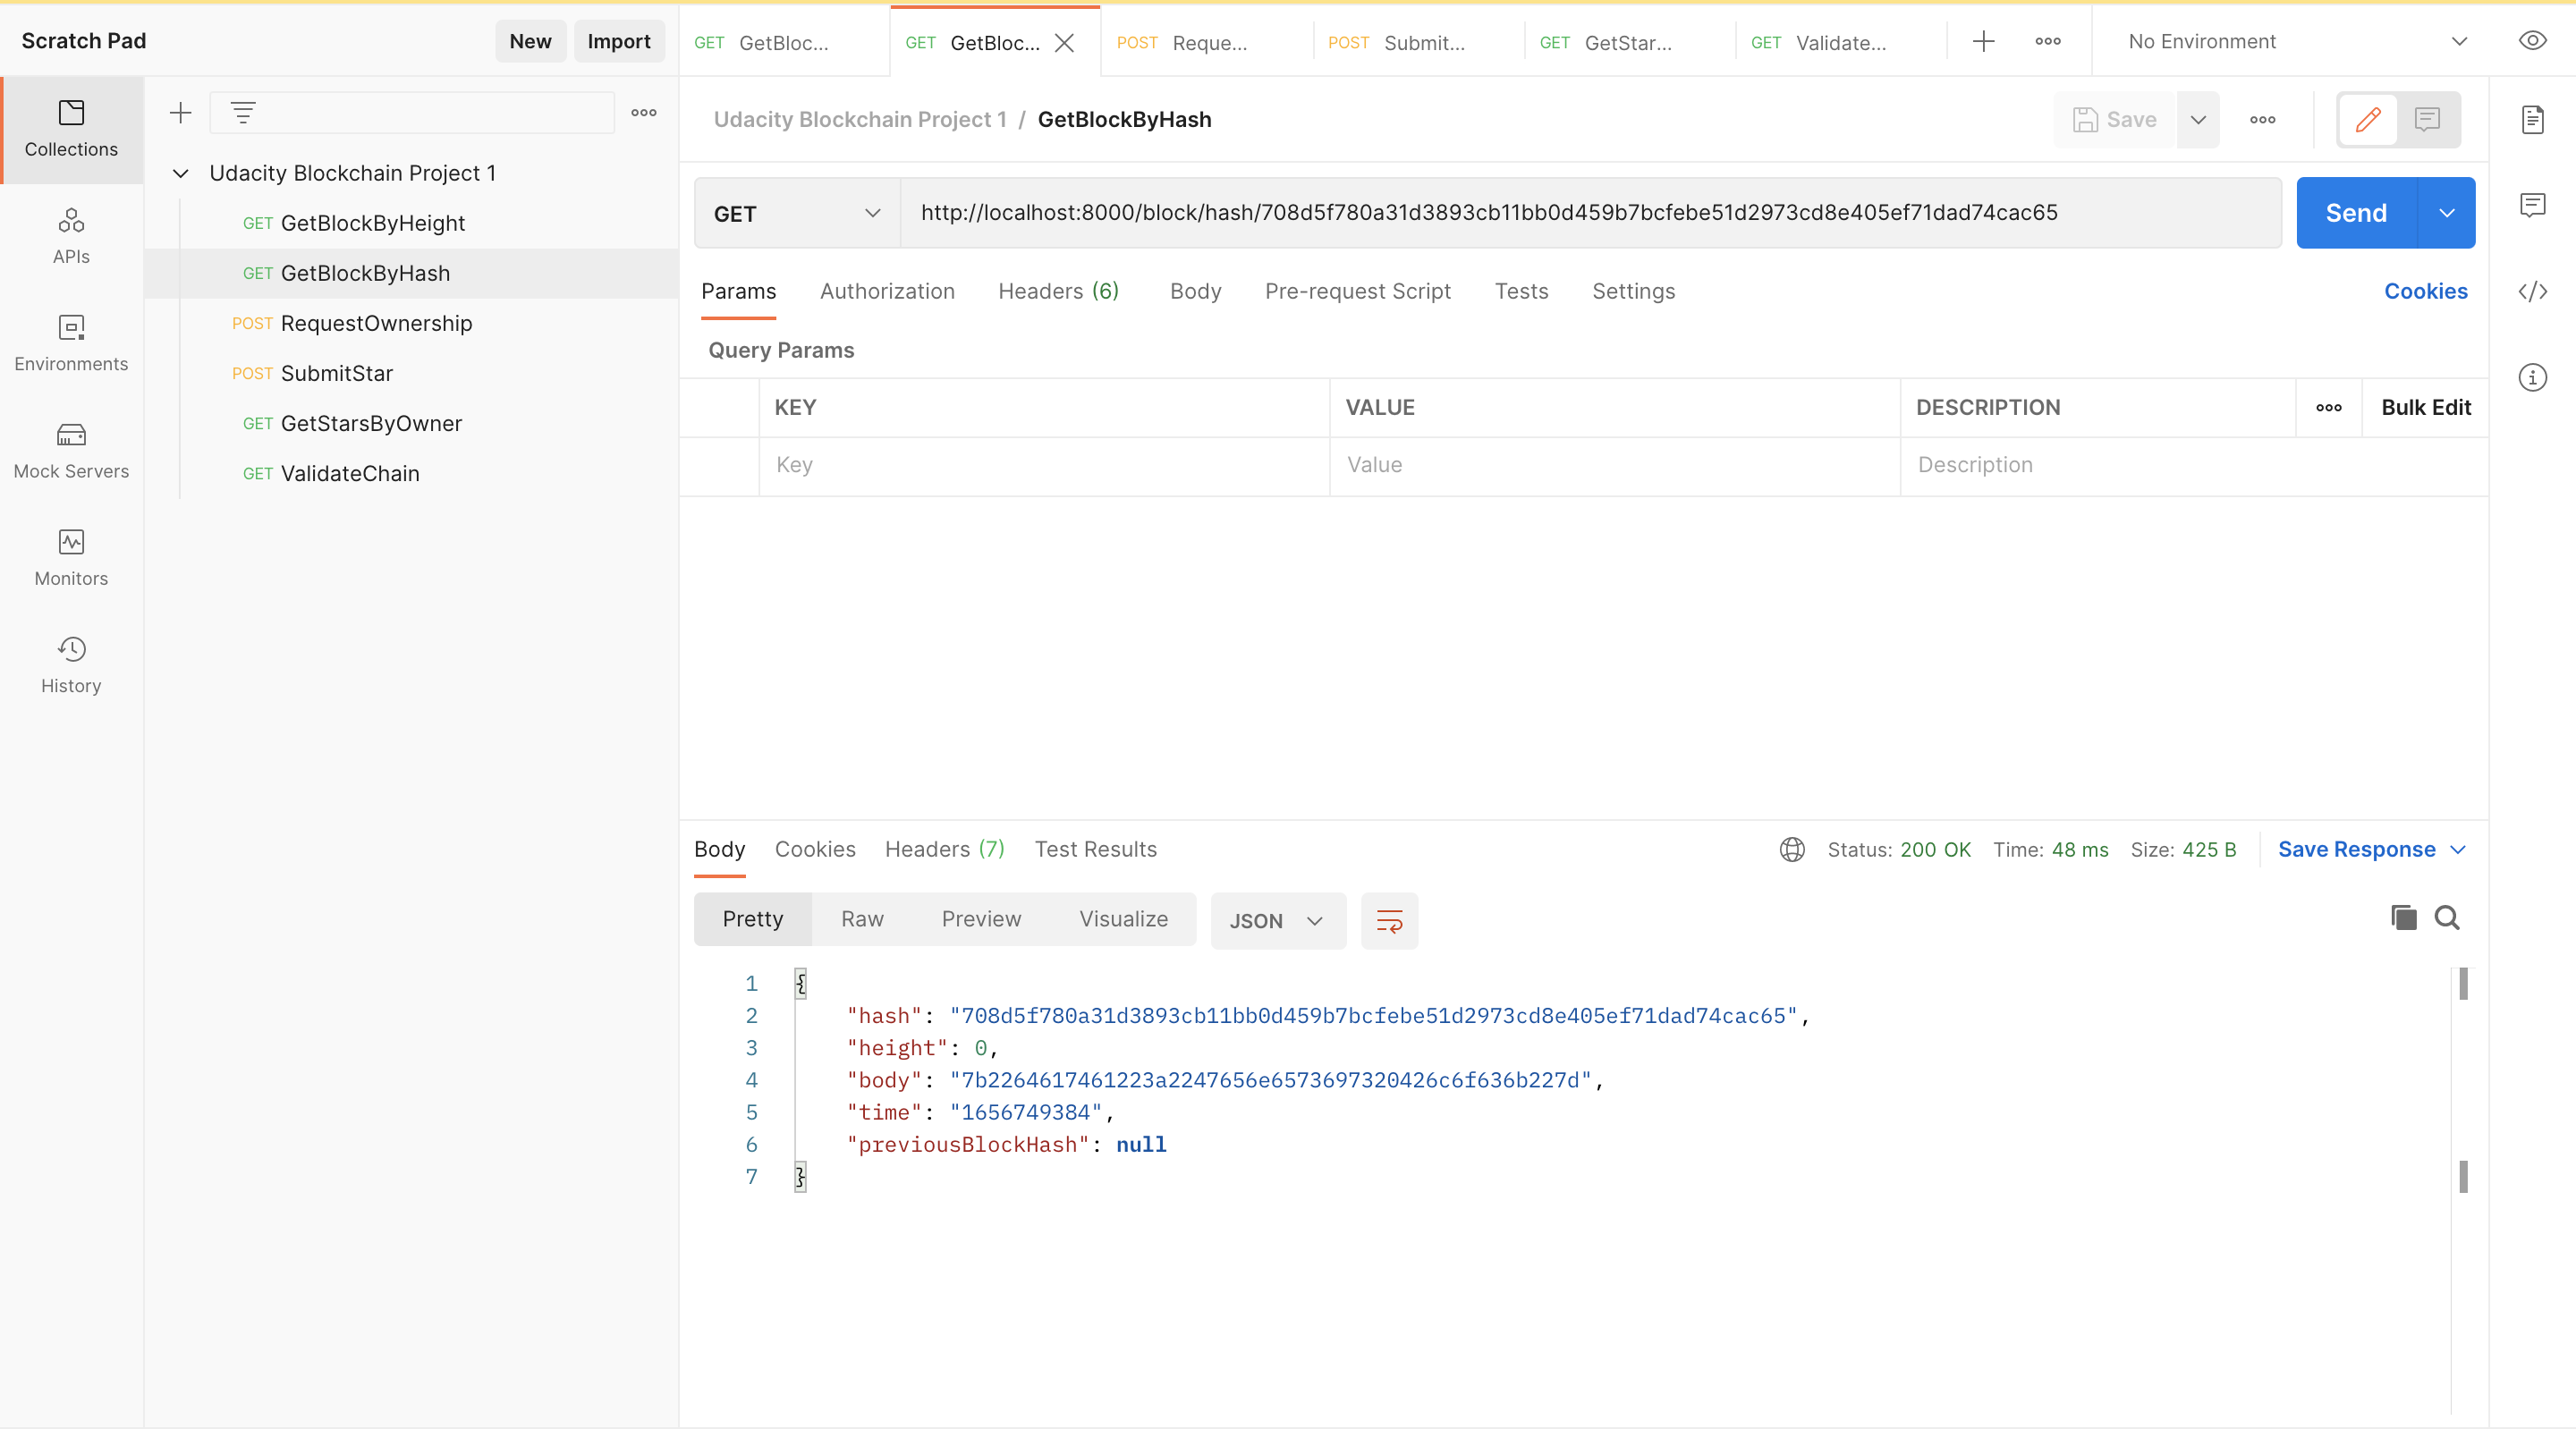 Scratch Pad
New
Import
GET GetBloc...
GET GetBloc...
POST Reque...
POST Submit...
GET GetStar...
GET Validate...
No Environment
Collections
APIs
Environments
Mock Servers
Monitors
History
Udacity Blockchain Project 1
GET GetBlockByHeight
GET GetBlockByHash
POST RequestOwnership
POST SubmitStar
GET GetStarsByOwner
GET ValidateChain
Udacity Blockchain Project 1 / GetBlockByHash
Save
GET
http://localhost:8000/block/hash/708d5f780a31d3893cb11bb0d459b7bcfebe51d2973cd8e405ef71dad74cac65
Send
Params Authorization Headers (6) Body Pre-request Script Tests Settings
Cookies
Query Params
KEY VALUE DESCRIPTION Bulk Edit
Key Value Description
Body Cookies Headers (7) Test Results
Status: 200 OK Time: 48 ms Size: 425 B
Save Response
Pretty Raw Preview Visualize JSON
1 {
2 "hash": "708d5f780a31d3893cb11bb0d459b7bcfebe51d2973cd8e405ef71dad74cac65",
3 "height": 0,
4 "body": "7b2264617461223a2247656e6573697320426c6f636b227d",
5 "time": "1656749384",
6 "previousBlockHash": null
7 }